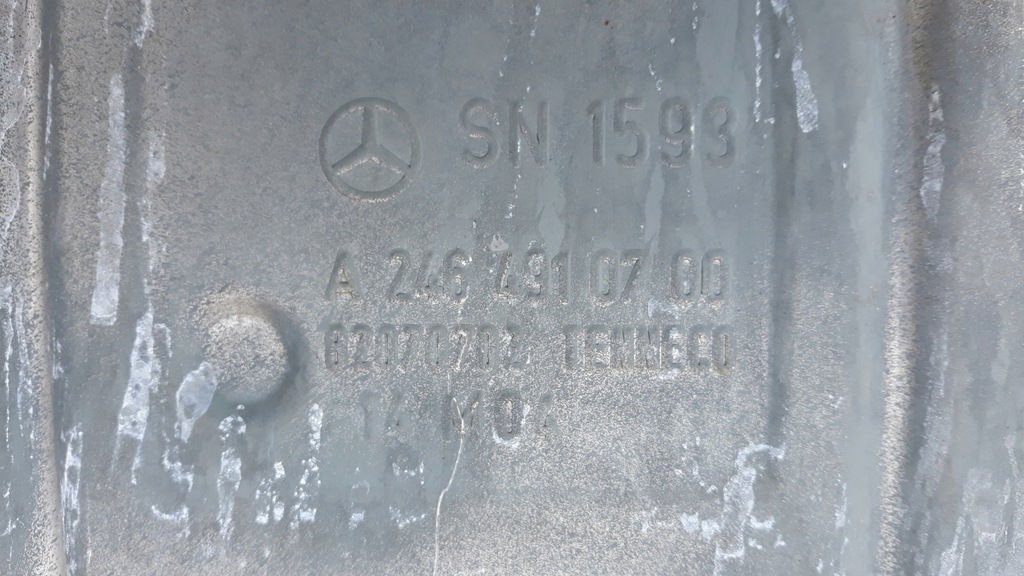 SN 1593
A 246 491 07 00
82070702 TENNECO
14 M04